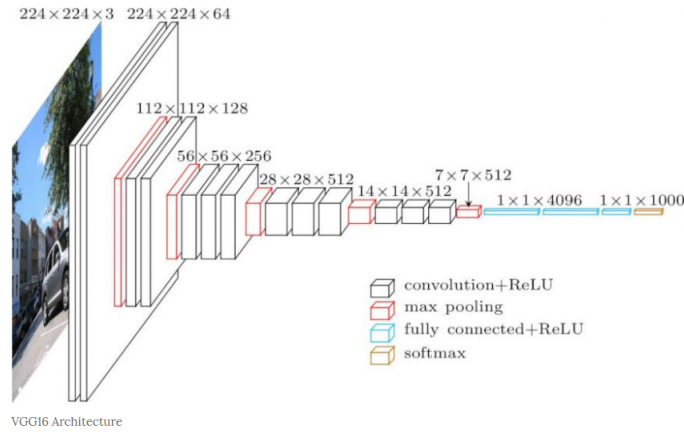 224×224×3 224×224×64
112×112×128
56×56×256
28×28×512
14×14×512
7×7×512
1×1×4096 1×1×1000
convolution+ReLU
max pooling
fully connected+ReLU
softmax
VGG16 Architecture